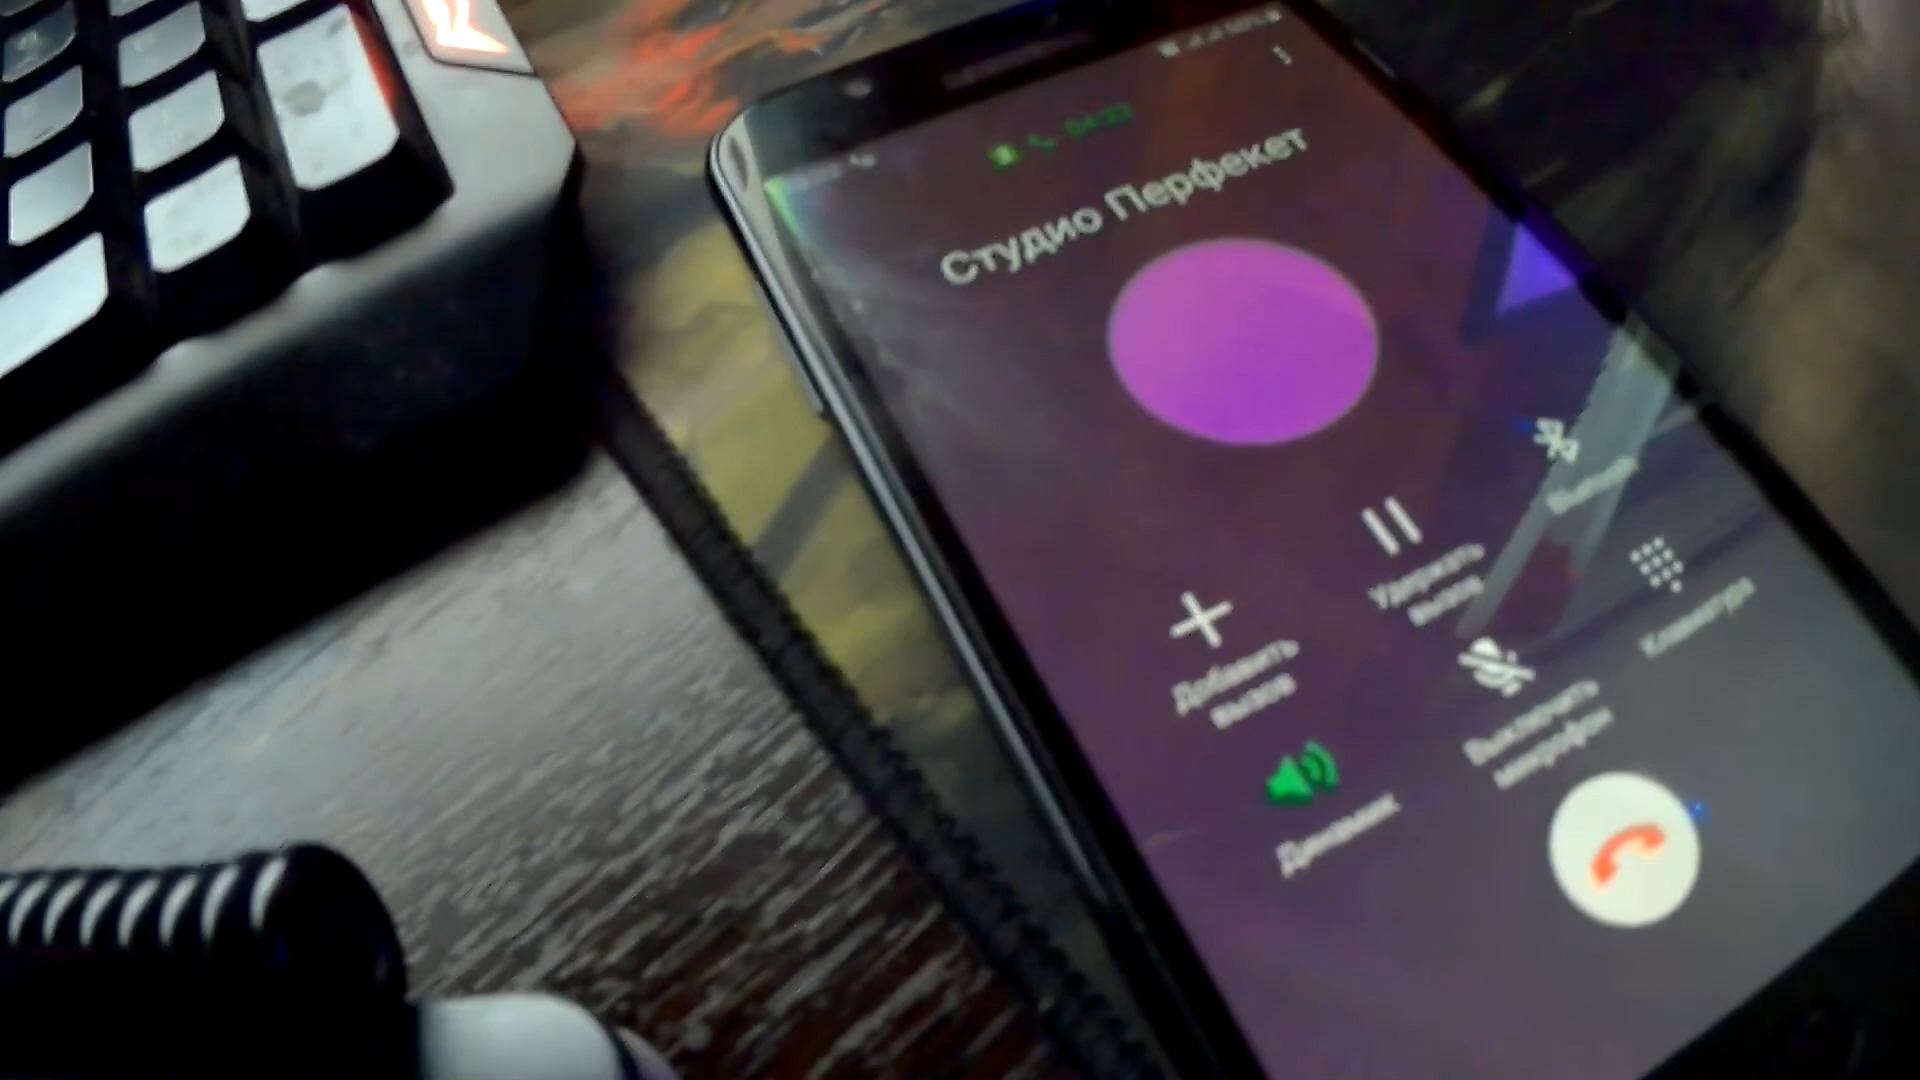 Студио Перфекет
Удержать
вызов
Клавиатура
Добавить
вызов
Выключить
микрофон
Динамик